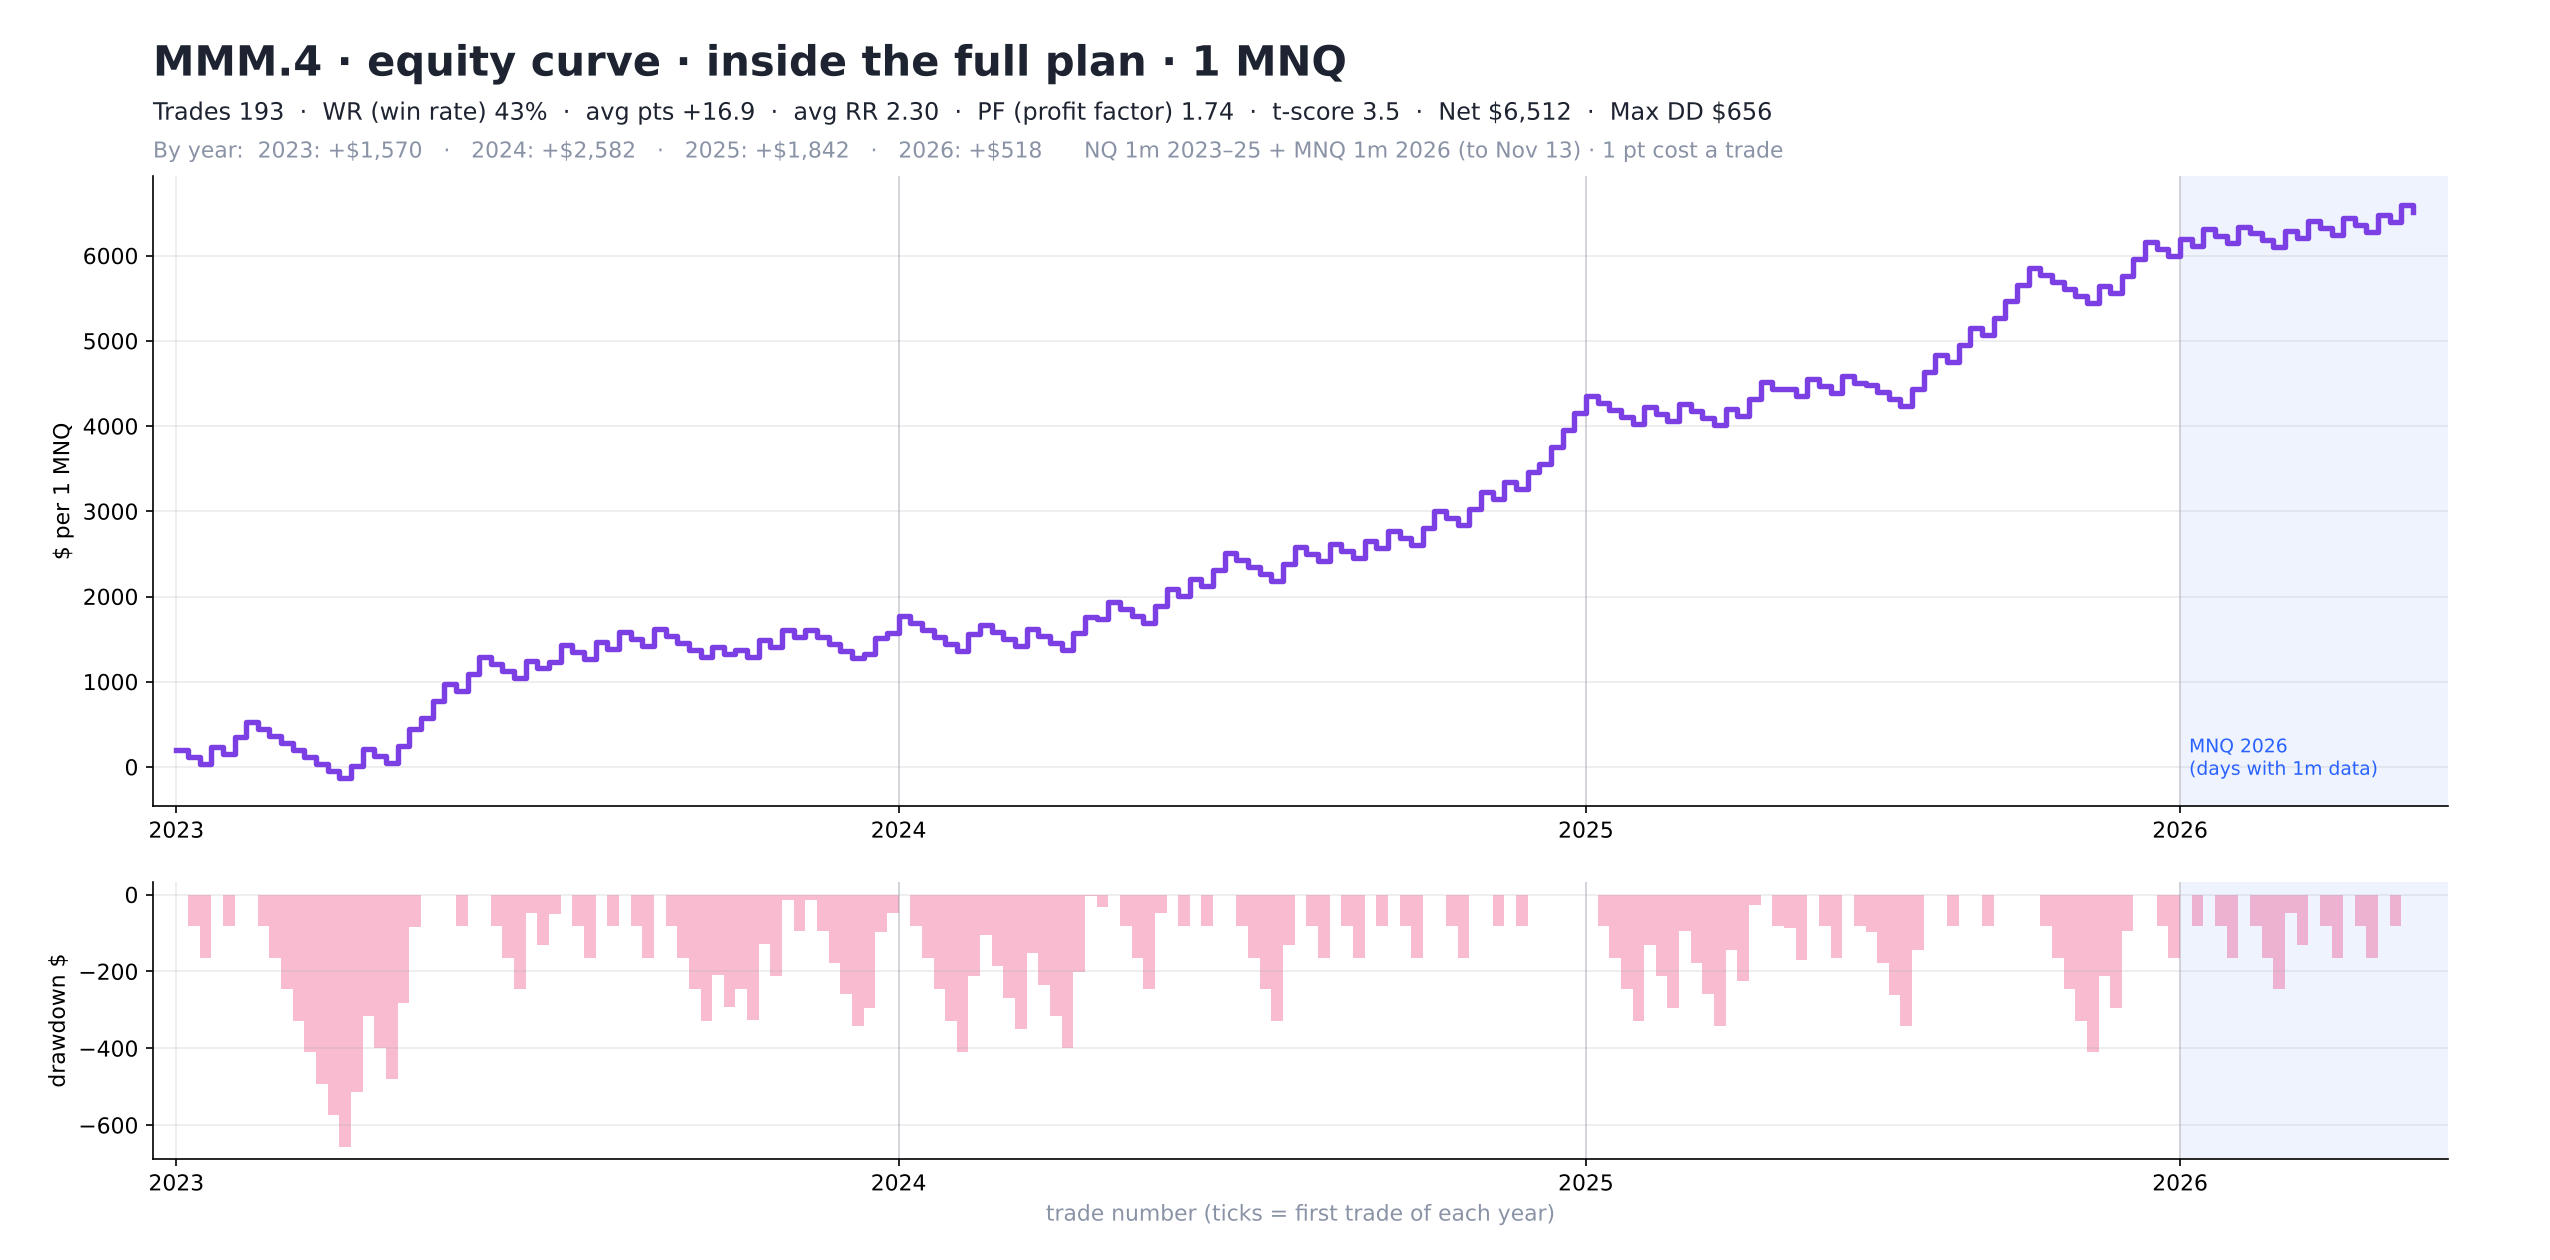 MMM.4 · equity curve · inside the full plan · 1 MNQ
Trades 193 · WR (win rate) 43% · avg pts +16.9 · avg RR 2.30 · PF (profit factor) 1.74 · t-score 3.5 · Net $6,512 · Max DD $656
By year: 2023: +$1,570 · 2024: +$2,582 · 2025: +$1,842 · 2026: +$518 NQ 1m 2023–25 + MNQ 1m 2026 (to Nov 13) · 1 pt cost a trade
$ per 1 MNQ
6000
5000
4000
3000
2000
1000
0
MNQ 2026
(days with 1m data)
2023 2024 2025 2026
drawdown $
0
−200
−400
−600
2023 2024 2025 2026
trade number (ticks = first trade of each year)